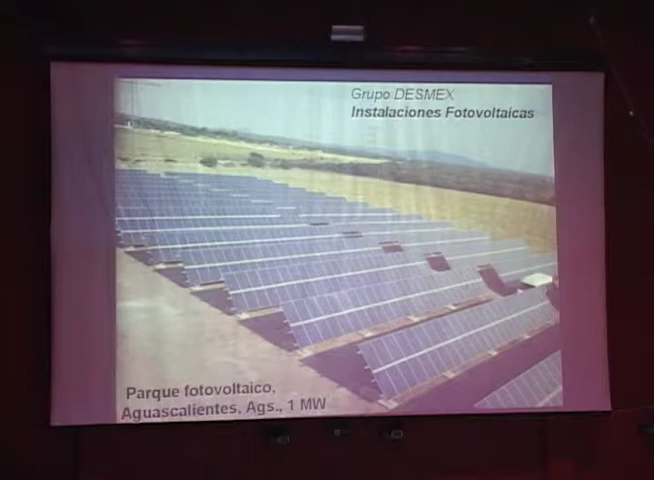 Grupo DESMEX
Instalaciones Fotovoltaicas
Parque fotovoltaico,
Aguascalientes, Ags., 1 MW